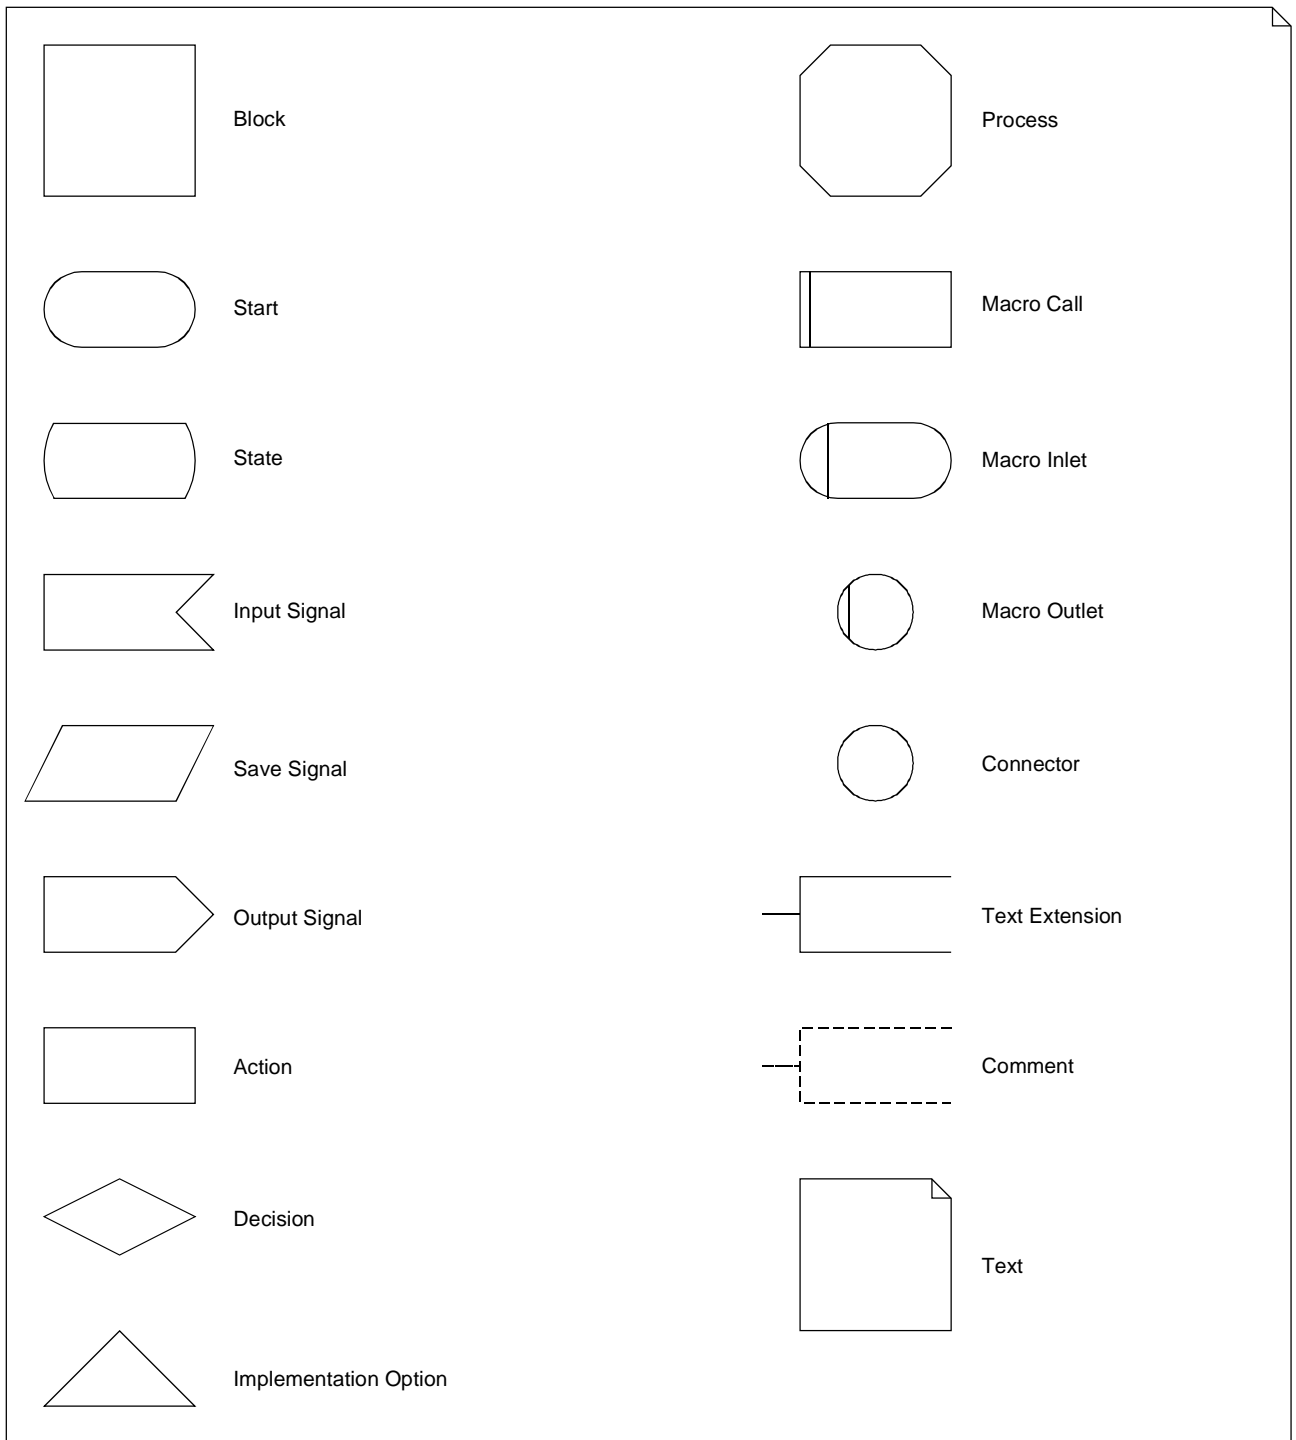 Block
Process
Start
Macro Call
State
Macro Inlet
Input Signal
Macro Outlet
Save Signal
Connector
Output Signal
Text Extension
Action
Comment
Decision
Text
Implementation Option